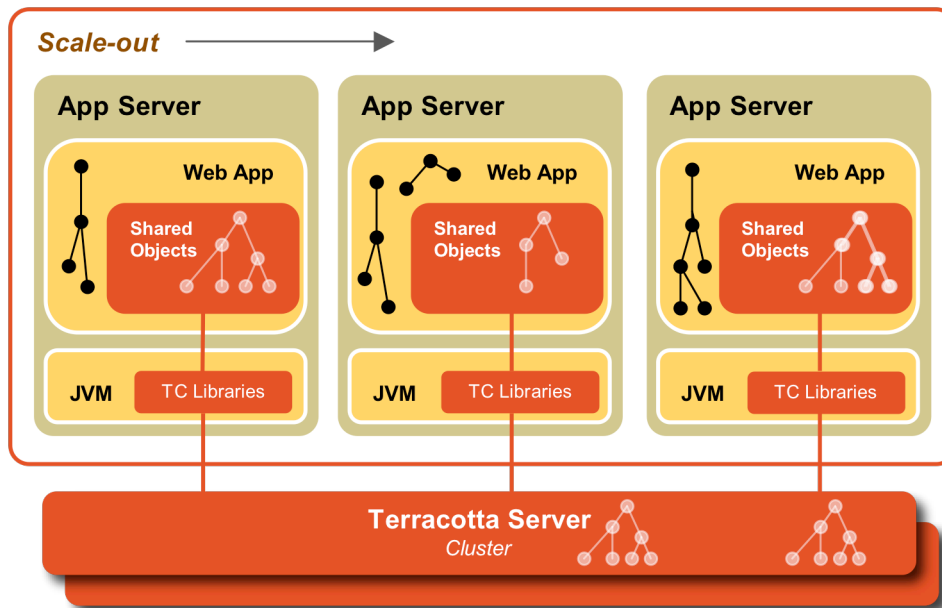 Scale-out
App Server
Web App
Shared
Objects
JVM
TC Libraries
App Server
Web App
Shared
Objects
JVM
TC Libraries
App Server
Web App
Shared
Objects
JVM
TC Libraries
Terracotta Server
Cluster